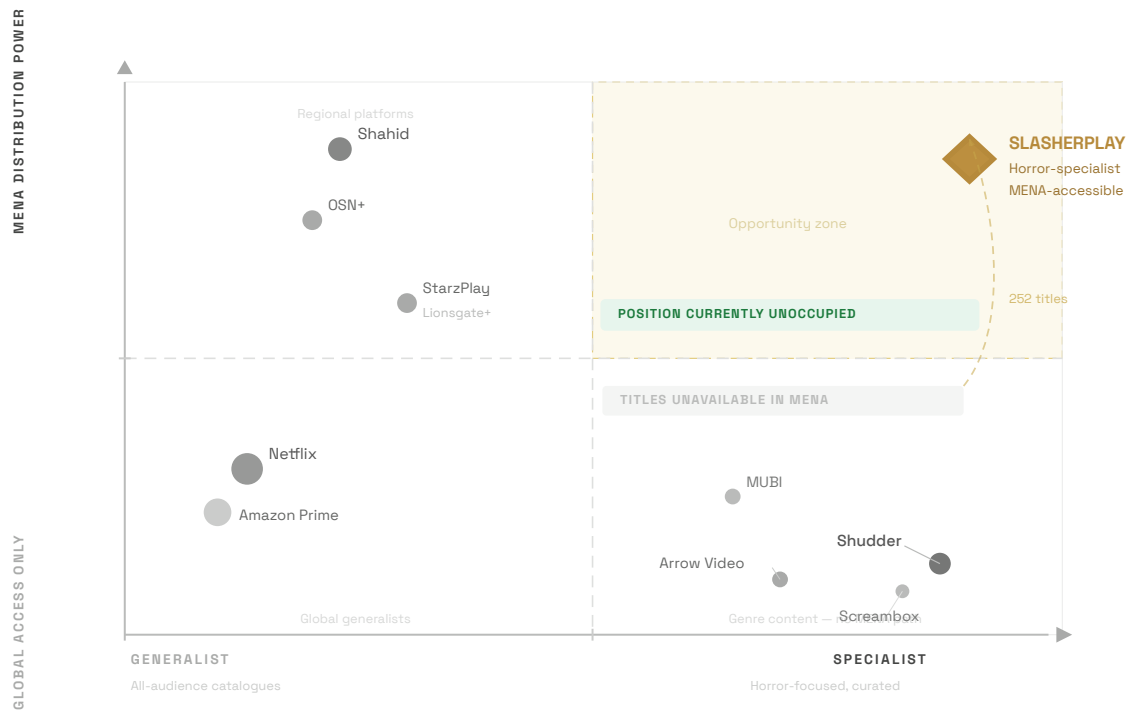 MENA DISTRIBUTION POWER
Regional platforms
Shahid
SLASHERPLAY
Horror-specialist
MENA-accessible
OSN+
Opportunity zone
StarzPlay
Lionsgate+
252 titles
POSITION CURRENTLY UNOCCUPIED
TITLES UNAVAILABLE IN MENA
Netflix
Amazon Prime
MUBI
Shudder
Arrow Video
Screambox
Global generalists
Genre content — no path
GLOBAL ACCESS ONLY
GENERALIST
SPECIALIST
All-audience catalogues
Horror-focused, curated